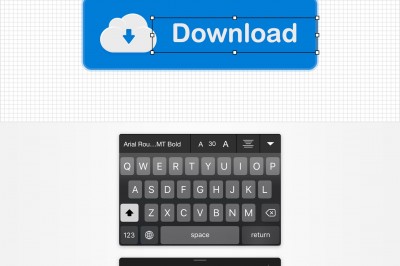 Download
Arial Rou...MT Bold A 30 A
Q W E R T Y U I O P
A S D F G H J K L
Z X C V B N M
123 space return